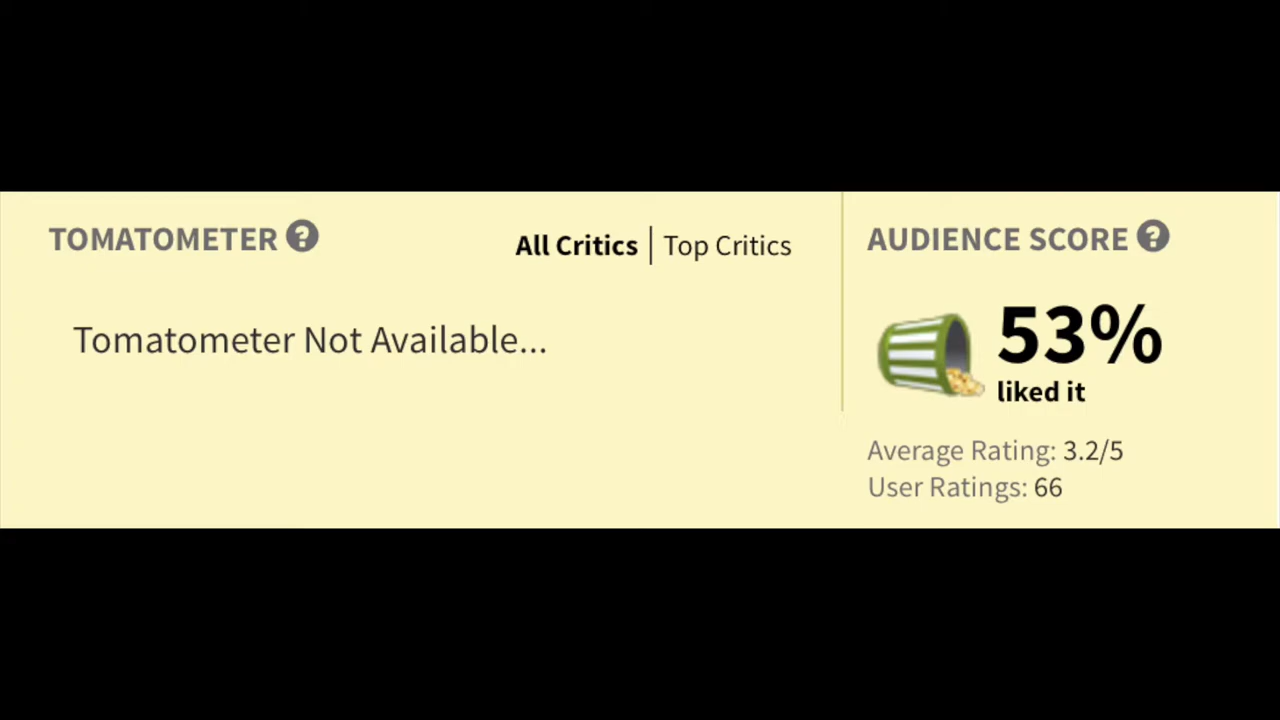 TOMATOMETER ?
All Critics | Top Critics
Tomatometer Not Available...
AUDIENCE SCORE ?
53%
liked it
Average Rating: 3.2/5
User Ratings: 66